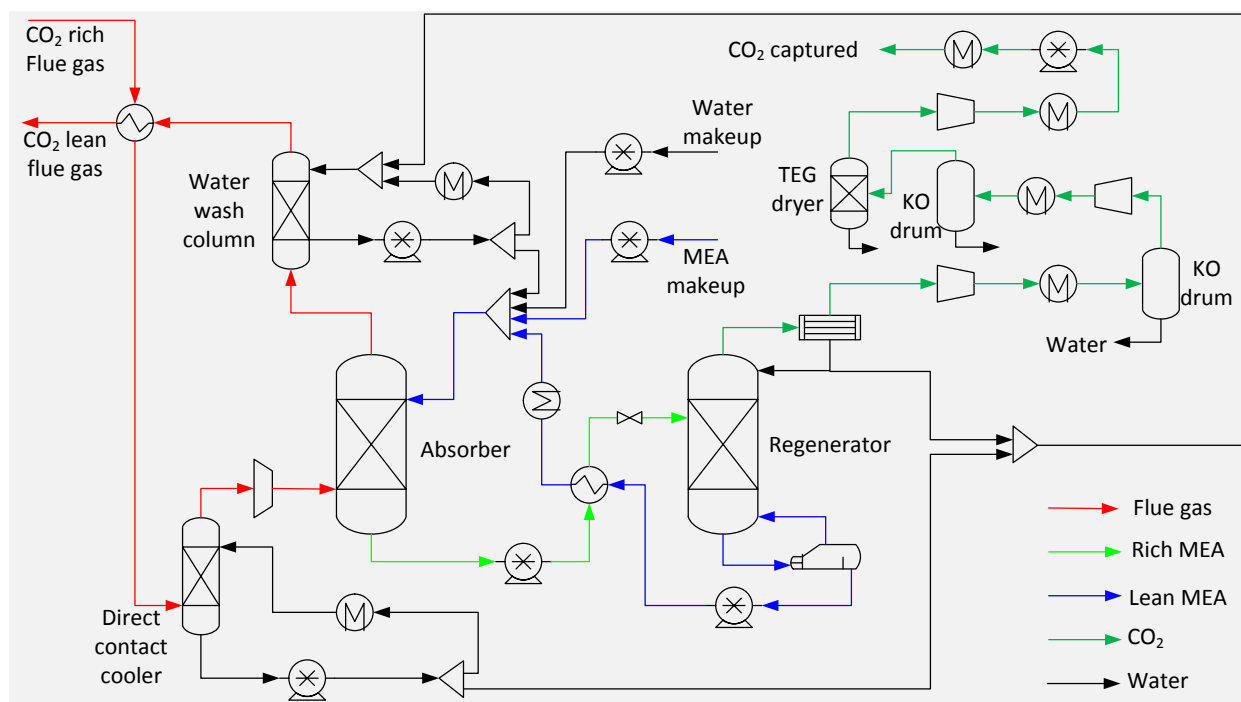 CO₂ rich
Flue gas
CO₂ lean
flue gas
Water
wash
column
Water
makeup
MEA
makeup
CO₂ captured
TEG
dryer
KO
drum
KO
drum
Water
Absorber
Regenerator
Direct
contact
cooler
Flue gas
Rich MEA
Lean MEA
CO₂
Water